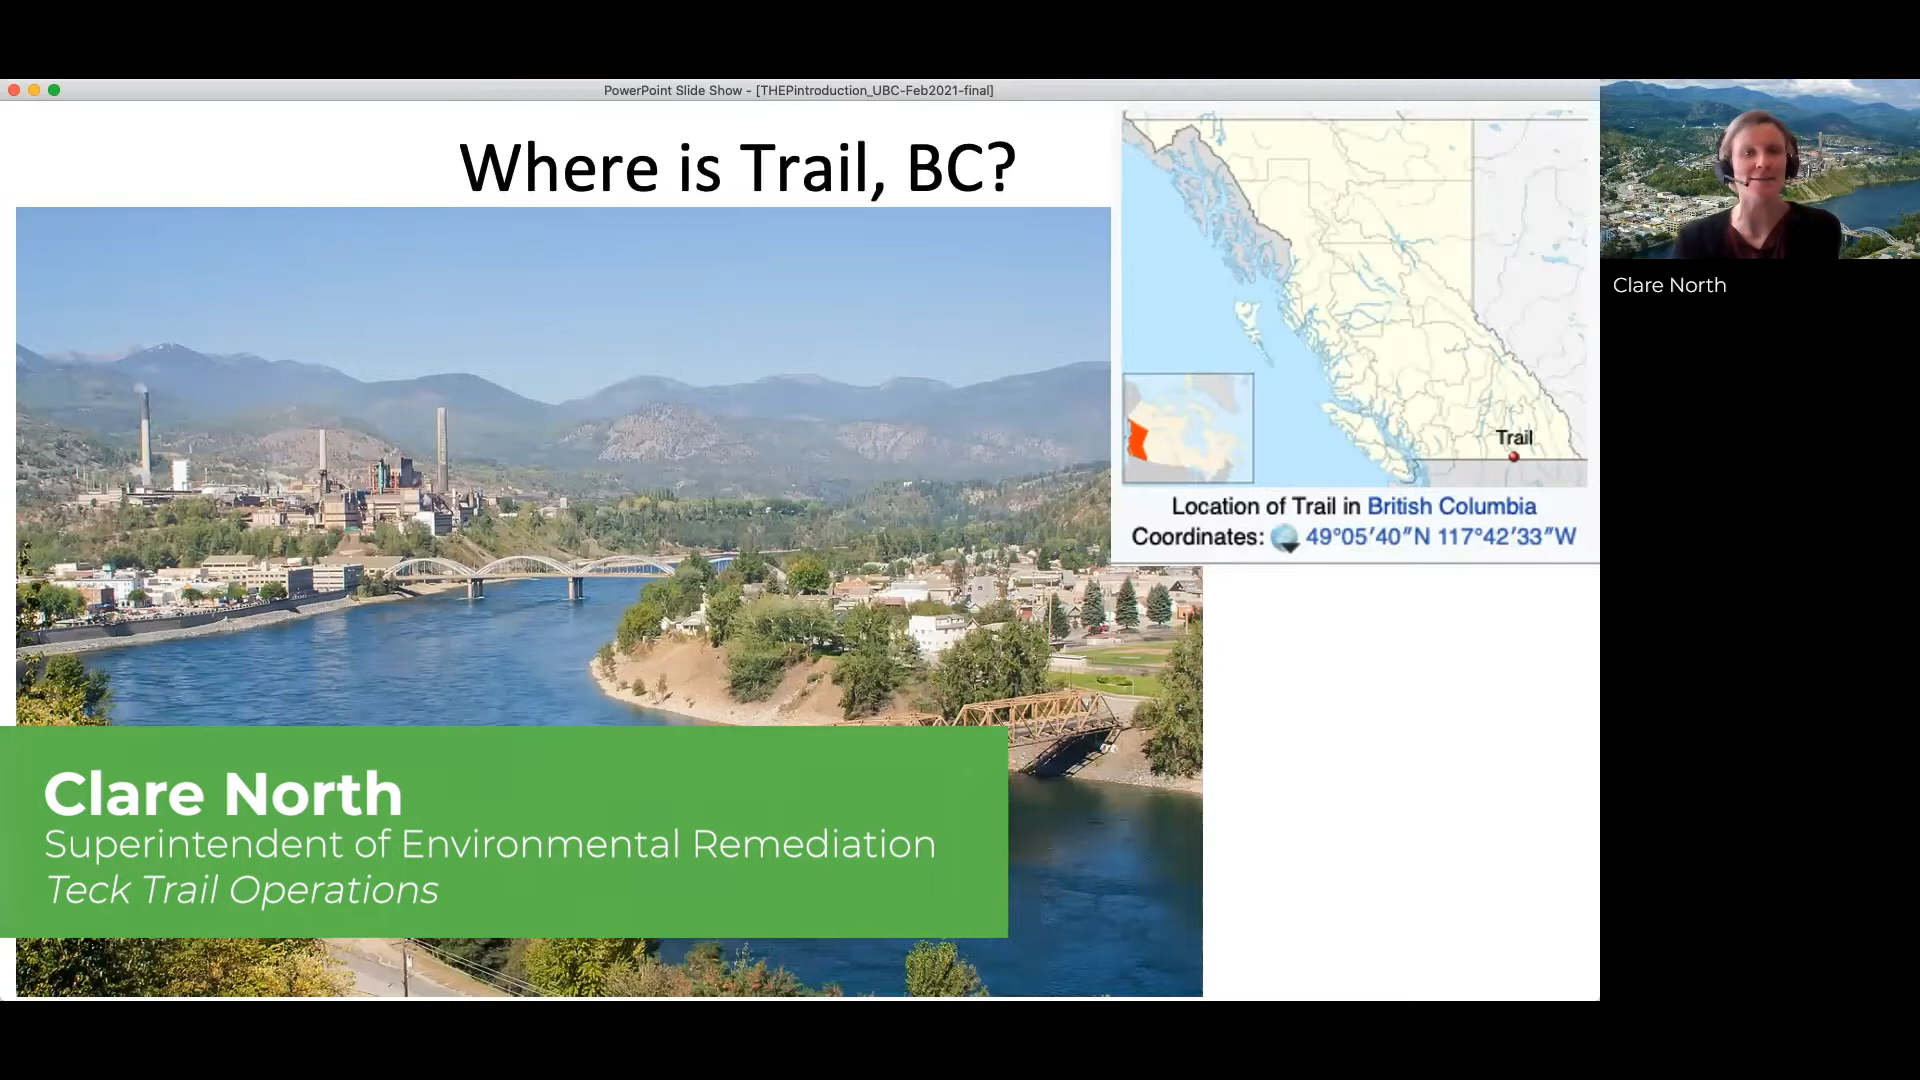 PowerPoint Slide Show - [THEPintroduction_UBC-Feb2021-final]
Where is Trail, BC?
Trail
Location of Trail in British Columbia
Coordinates: 49°05′40″N 117°42′33″W
Clare North
Clare North
Superintendent of Environmental Remediation
Teck Trail Operations